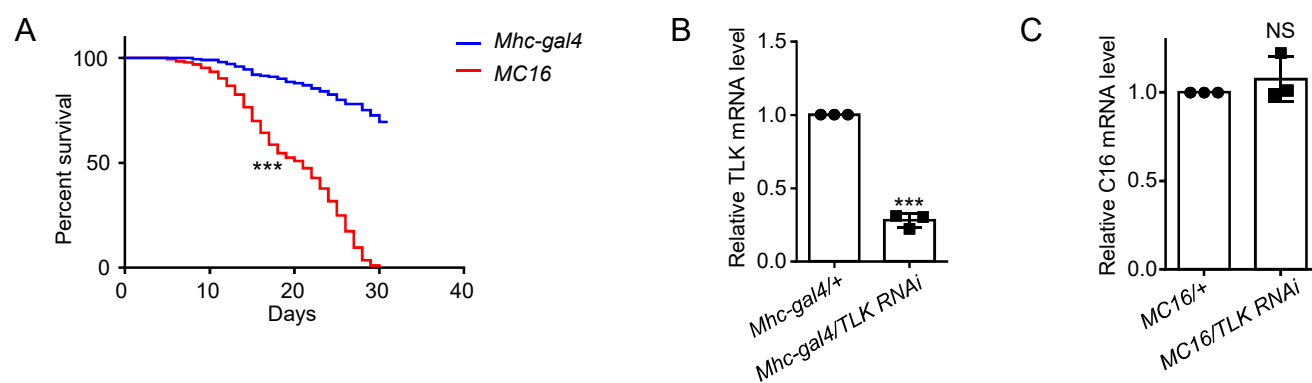 A
Mhc-gal4
MC16
Percent survival
100
50
0
***
0 10 20 30 40
Days
B
Relative TLK mRNA level
1.5
1.0
0.5
0.0
***
Mhc-gal4/+
Mhc-gal4/TLK RNAi
C
Relative C16 mRNA level
NS
1.0
0.5
0.0
MC16/+
MC16/TLK RNAi